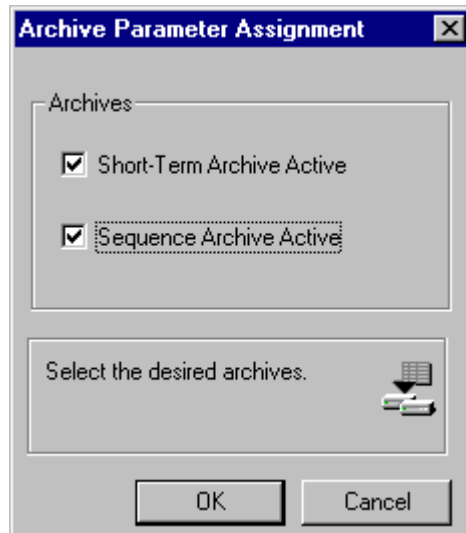 Archive Parameter Assignment
Archives
Short-Term Archive Active
Sequence Archive Active
Select the desired archives.
OK
Cancel